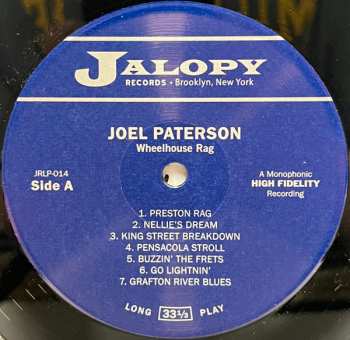 JALOPY
RECORDS • Brooklyn, New York
JOEL PATERSON
Wheelhouse Rag
JRLP-014
Side A
A Monophonic
HIGH FIDELITY
Recording
1. PRESTON RAG
2. NELLIE'S DREAM
3. KING STREET BREAKDOWN
4. PENSACOLA STROLL
5. BUZZIN' THE FRETS
6. GO LIGHTNIN'
7. GRAFTON RIVER BLUES
LONG 33⅓ PLAY